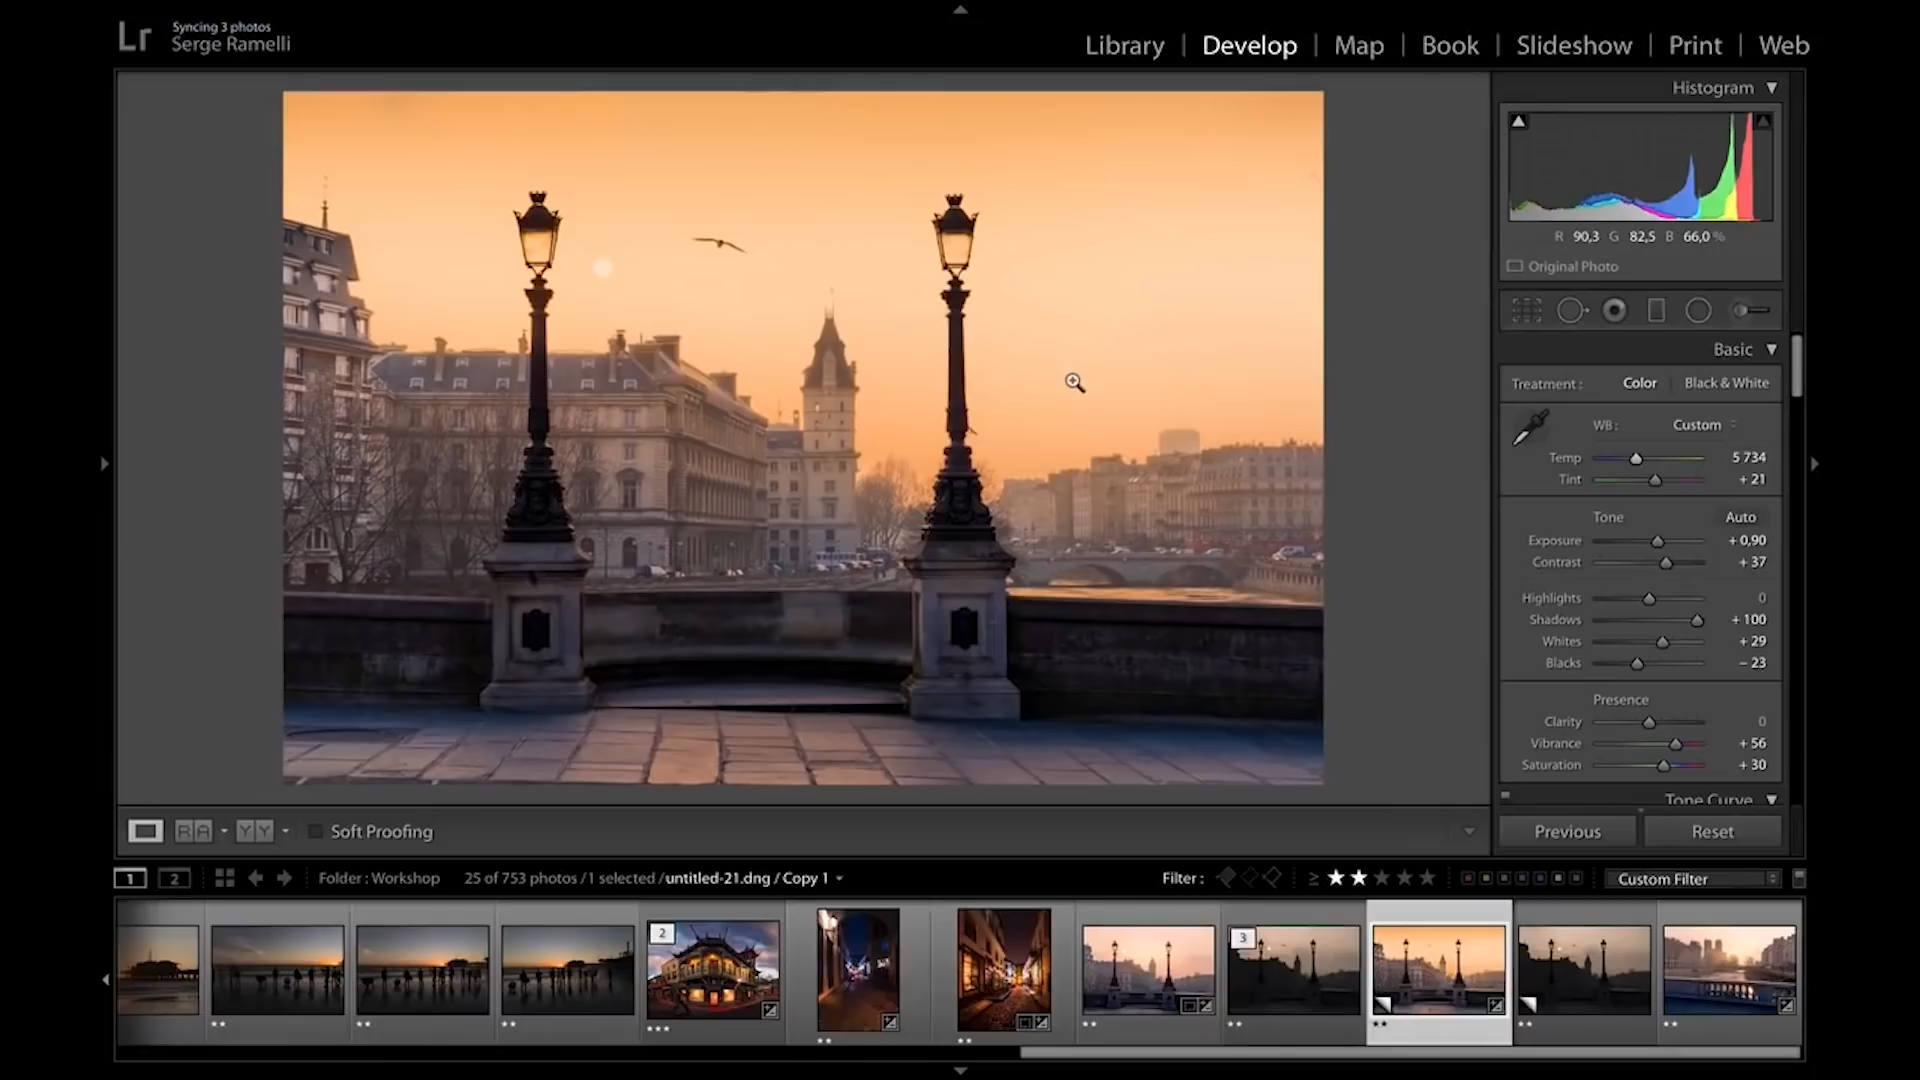 Lr
Syncing 3 photos
Serge Ramelli
Library | Develop | Map | Book | Slideshow | Print | Web
Histogram
R 90,3 G 82,5 B 66,0 %
Original Photo
Basic
Treatment : Color Black & White
WB : Custom
Temp 5 734
Tint + 21
Tone Auto
Exposure + 0,90
Contrast + 37
Highlights 0
Shadows + 100
Whites + 29
Blacks – 23
Presence
Clarity 0
Vibrance + 56
Saturation + 30
Tone Curve
RA YY Soft Proofing
Previous Reset
1 2 Folder : Workshop 25 of 753 photos / 1 selected / untitled-21.dng / Copy 1 Filter : ≥ ★★★★★ Custom Filter
2 3